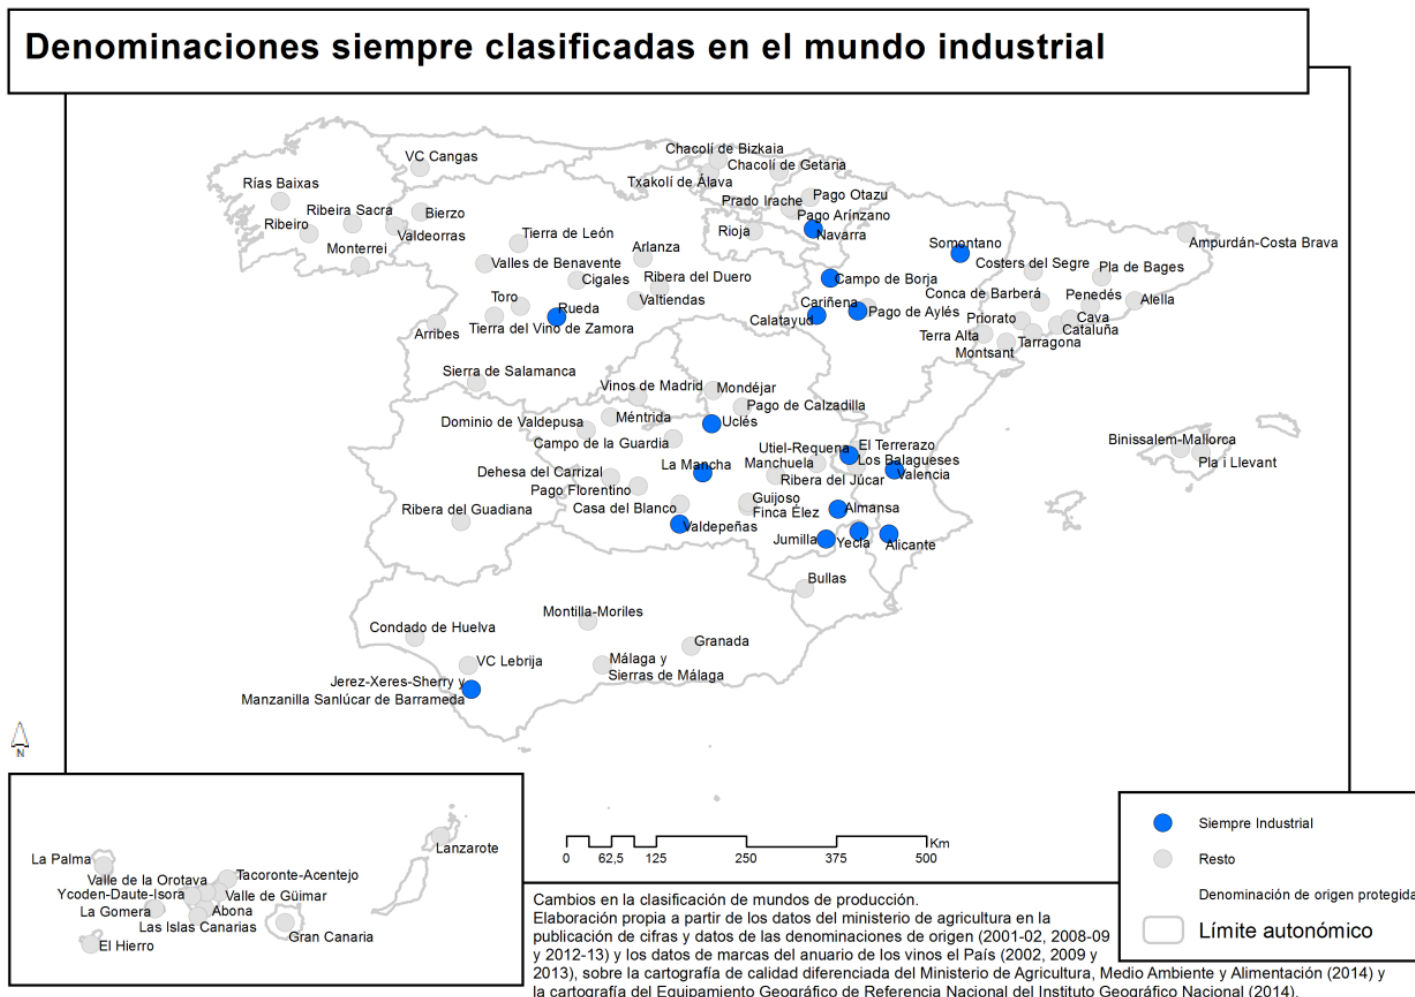 Denominaciones siempre clasificadas en el mundo industrial
Chacolí de Bizkaia
VC Cangas
Chacolí de Getaria
Txakolí de Álava
Rías Baixas
Pago Otazu
Prado Irache
Ribeira Sacra
Bierzo
Pago Arínzano
Ribeiro
Valdeorras
Rioja
Navarra
Tierra de León
Somontano
Ampurdán-Costa Brava
Monterrei
Arlanza
Valles de Benavente
Costers del Segre
Pla de Bages
Cigales
Ribera del Duero
Campo de Borja
Toro
Rueda
Valtiendas
Cariñena
Conca de Barberá
Penedés
Alella
Pago de Aylés
Calatayud
Priorato
Cava
Arribes
Tierra del Vino de Zamora
Terra Alta
Tarragona
Cataluña
Montsant
Sierra de Salamanca
Vinos de Madrid
Mondéjar
Pago de Calzadilla
Dominio de Valdepusa
Méntrida
Uclés
Campo de la Guardia
Utiel-Requena
El Terrerazo
Binissalem-Mallorca
La Mancha
Manchuela
Los Balagueses
Pla i Llevant
Dehesa del Carrizal
Ribera del Júcar
Valencia
Pago Florentino
Ribera del Guadiana
Casa del Blanco
Guijoso
Finca Élez
Almansa
Valdepeñas
Jumilla
Yecla
Alicante
Bullas
Montilla-Moriles
Condado de Huelva
Granada
VC Lebrija
Málaga y
Sierras de Málaga
Jerez-Xeres-Sherry y
Manzanilla Sanlúcar de Barrameda
N
Lanzarote
La Palma
Valle de la Orotava
Tacoronte-Acentejo
Ycoden-Daute-Isora
Valle de Güimar
La Gomera
Abona
Las Islas Canarias
El Hierro
Gran Canaria
Km
0 62,5 125 250 375 500
Siempre Industrial
Resto
Denominación de origen protegida
Límite autonómico
Cambios en la clasificación de mundos de producción.
Elaboración propia a partir de los datos del ministerio de agricultura en la
publicación de cifras y datos de las denominaciones de origen (2001-02, 2008-09
y 2012-13) y los datos de marcas del anuario de los vinos el País (2002, 2009 y
2013), sobre la cartografía de calidad diferenciada del Ministerio de Agricultura, Medio Ambiente y Alimentación (2014) y
la cartografía del Equipamiento Geográfico de Referencia Nacional del Instituto Geográfico Nacional (2014).